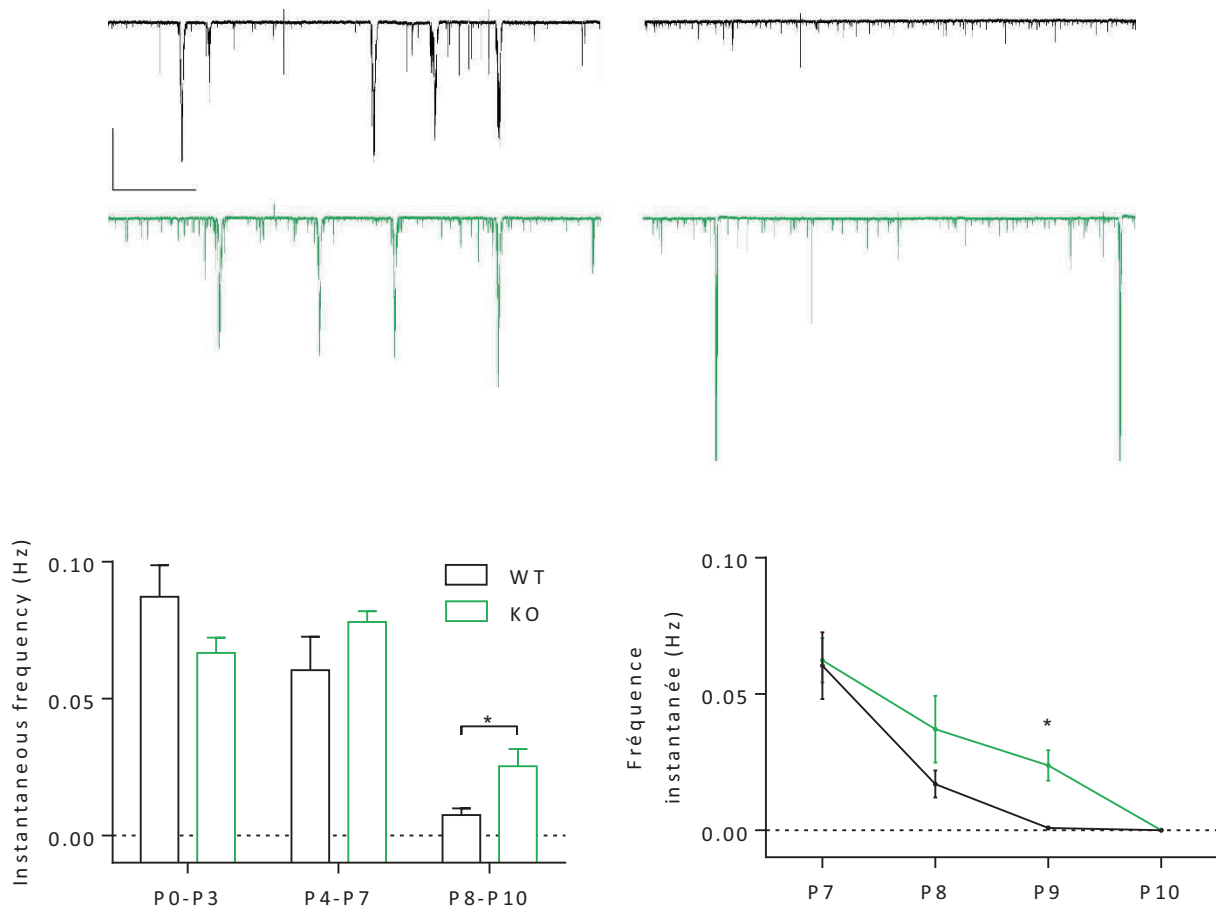 Instantaneous frequency (Hz)
0.10
0.05
0.00
WT
KO
*
P0-P3
P4-P7
P8-P10
Fréquence
instantanée (Hz)
0.10
0.05
0.00
*
P7
P8
P9
P10